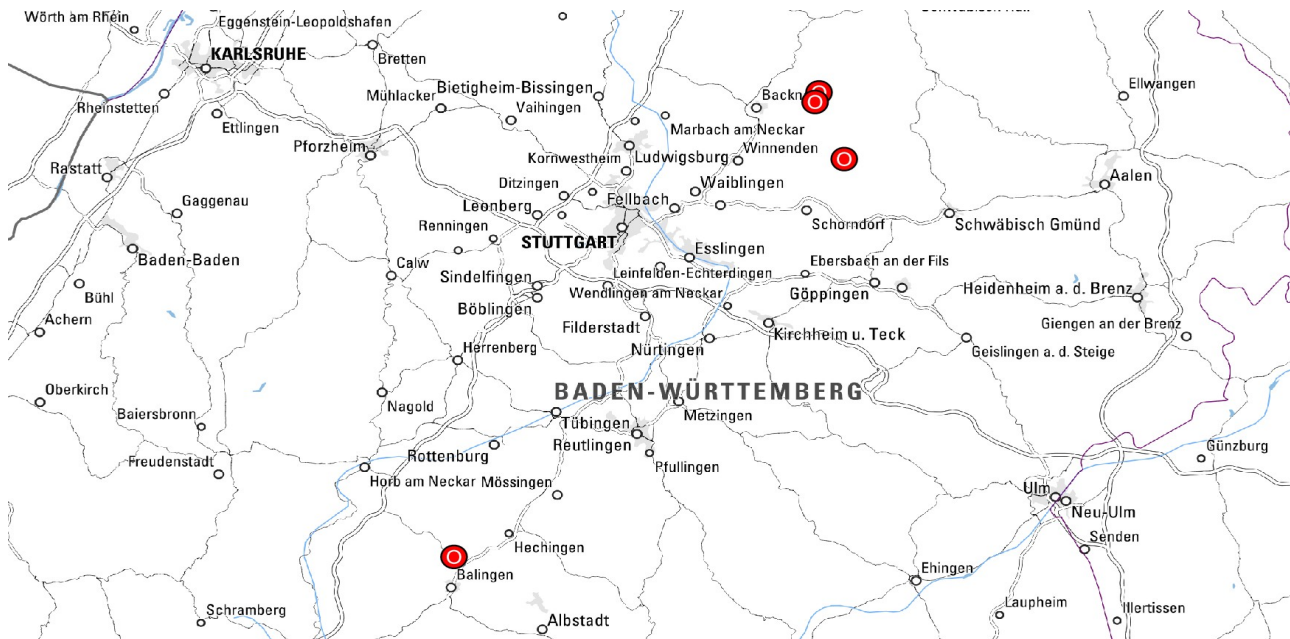 Wörth am Rhein
Eggenstein-Leopoldshafen
KARLSRUHE
Bretten
Ellwangen
Rheinstetten
Mühlacker
Bietigheim-Bissingen
Backn
O
O
Vaihingen
Ettlingen
Marbach am Neckar
Pforzheim
Kornwestheim
Ludwigsburg
Winnenden
O
Rastatt
Aalen
Ditzingen
Waiblingen
Gaggenau
Leonberg
Fellbach
Renningen
Schorndorf
Schwäbisch Gmünd
STUTTGART
Esslingen
Baden-Baden
Calw
Ebersbach an der Fils
Sindelfingen
Leinfelden-Echterdingen
Bühl
Wendlingen am Neckar
Göppingen
Heidenheim a. d. Brenz
Böblingen
Achern
Filderstadt
Kirchheim u. Teck
Giengen an der Brenz
Herrenberg
Nürtingen
Geislingen a. d. Steige
Oberkirch
BADEN-WÜRTTEMBERG
Nagold
Baiersbronn
Metzingen
Tübingen
Reutlingen
Rottenburg
Günzburg
Freudenstadt
Pfullingen
Horb am Neckar
Mössingen
Ulm
Neu-Ulm
Hechingen
Senden
O
Balingen
Ehingen
Schramberg
Albstadt
Laupheim
Illertissen